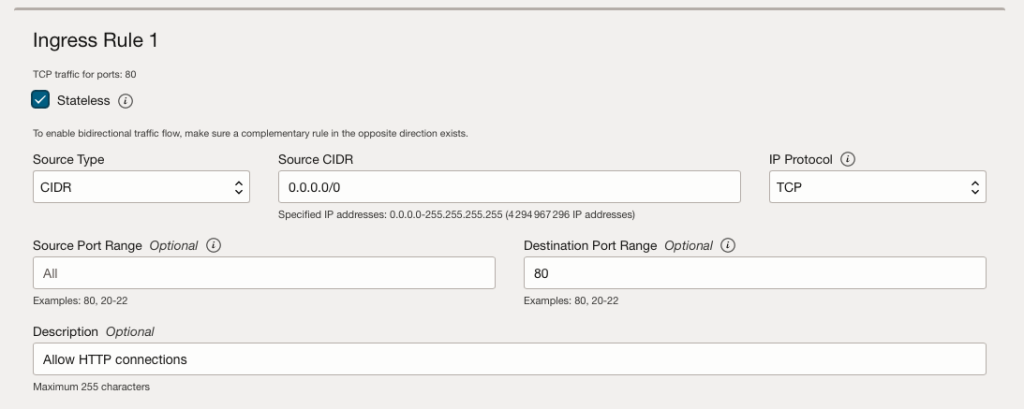 Ingress Rule 1
TCP traffic for ports: 80
Stateless
To enable bidirectional traffic flow, make sure a complementary rule in the opposite direction exists.
Source Type Source CIDR IP Protocol
CIDR 0.0.0.0/0 TCP
Specified IP addresses: 0.0.0.0-255.255.255.255 (4 294 967 296 IP addresses)
Source Port Range Optional Destination Port Range Optional
All 80
Examples: 80, 20-22 Examples: 80, 20-22
Description Optional
Allow HTTP connections
Maximum 255 characters